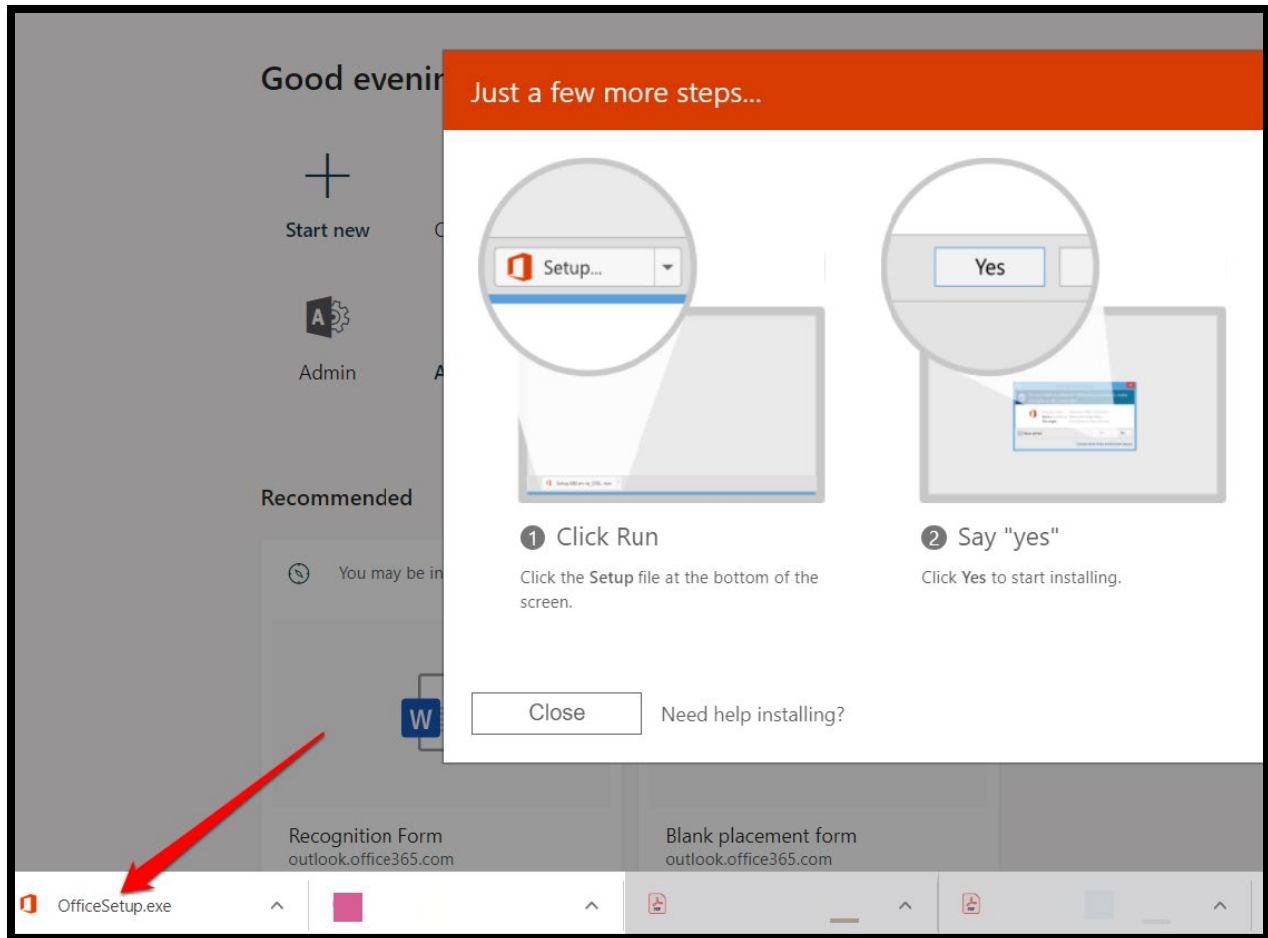 Good evenin
Just a few more steps...
Start new
C
Setup...
Yes
Admin
A
1 Click Run
Click the Setup file at the bottom of the
screen.
2 Say "yes"
Click Yes to start installing.
Recommended
You may be in
W
Close
Need help installing?
Recognition Form
outlook.office365.com
Blank placement form
outlook.office365.com
OfficeSetup.exe